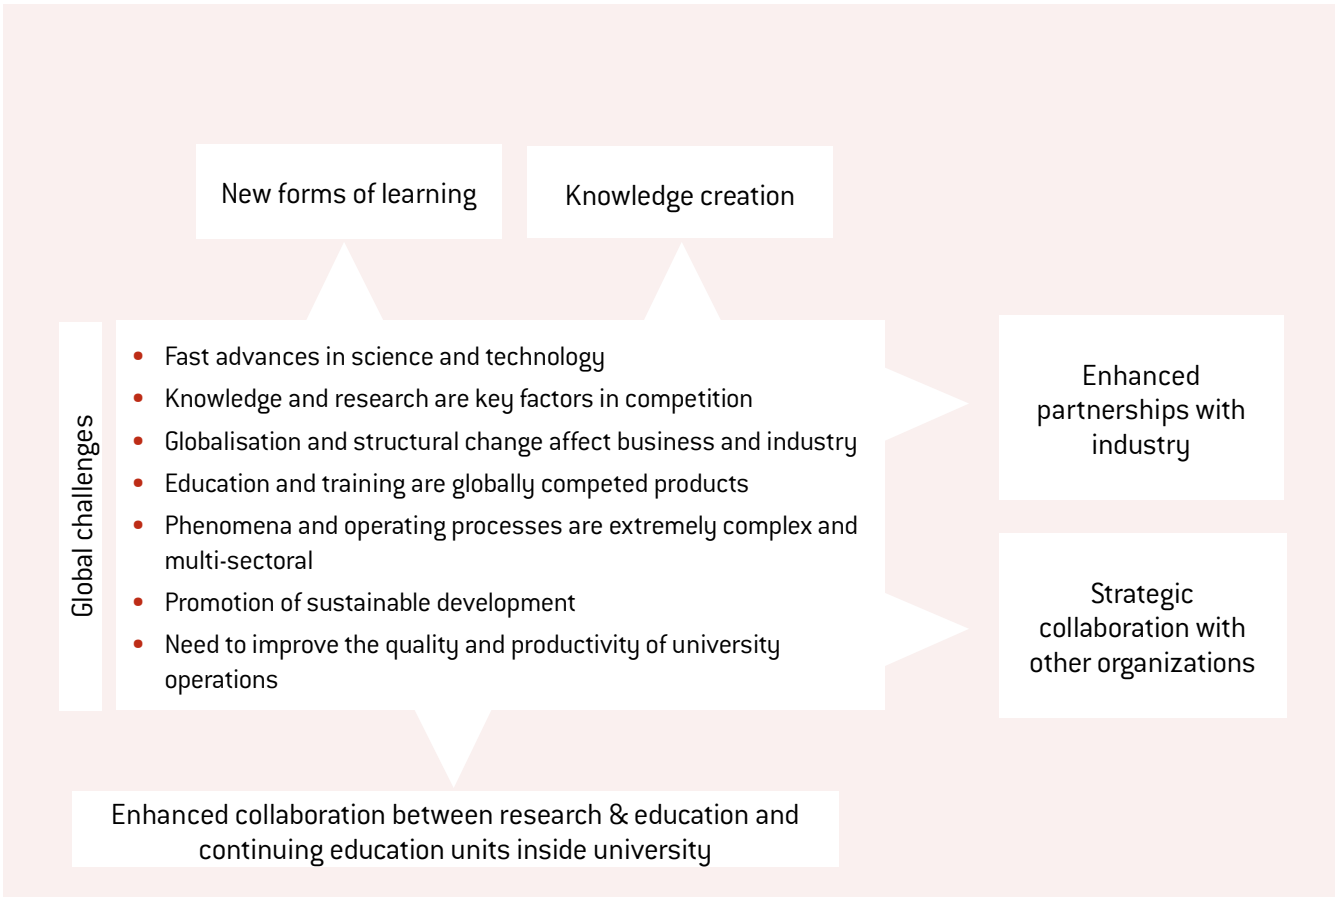 New forms of learning
Knowledge creation
Global challenges
• Fast advances in science and technology
• Knowledge and research are key factors in competition
• Globalisation and structural change affect business and industry
• Education and training are globally competed products
• Phenomena and operating processes are extremely complex and
multi-sectoral
• Promotion of sustainable development
• Need to improve the quality and productivity of university
operations
Enhanced
partnerships with
industry
Strategic
collaboration with
other organizations
Enhanced collaboration between research & education and
continuing education units inside university